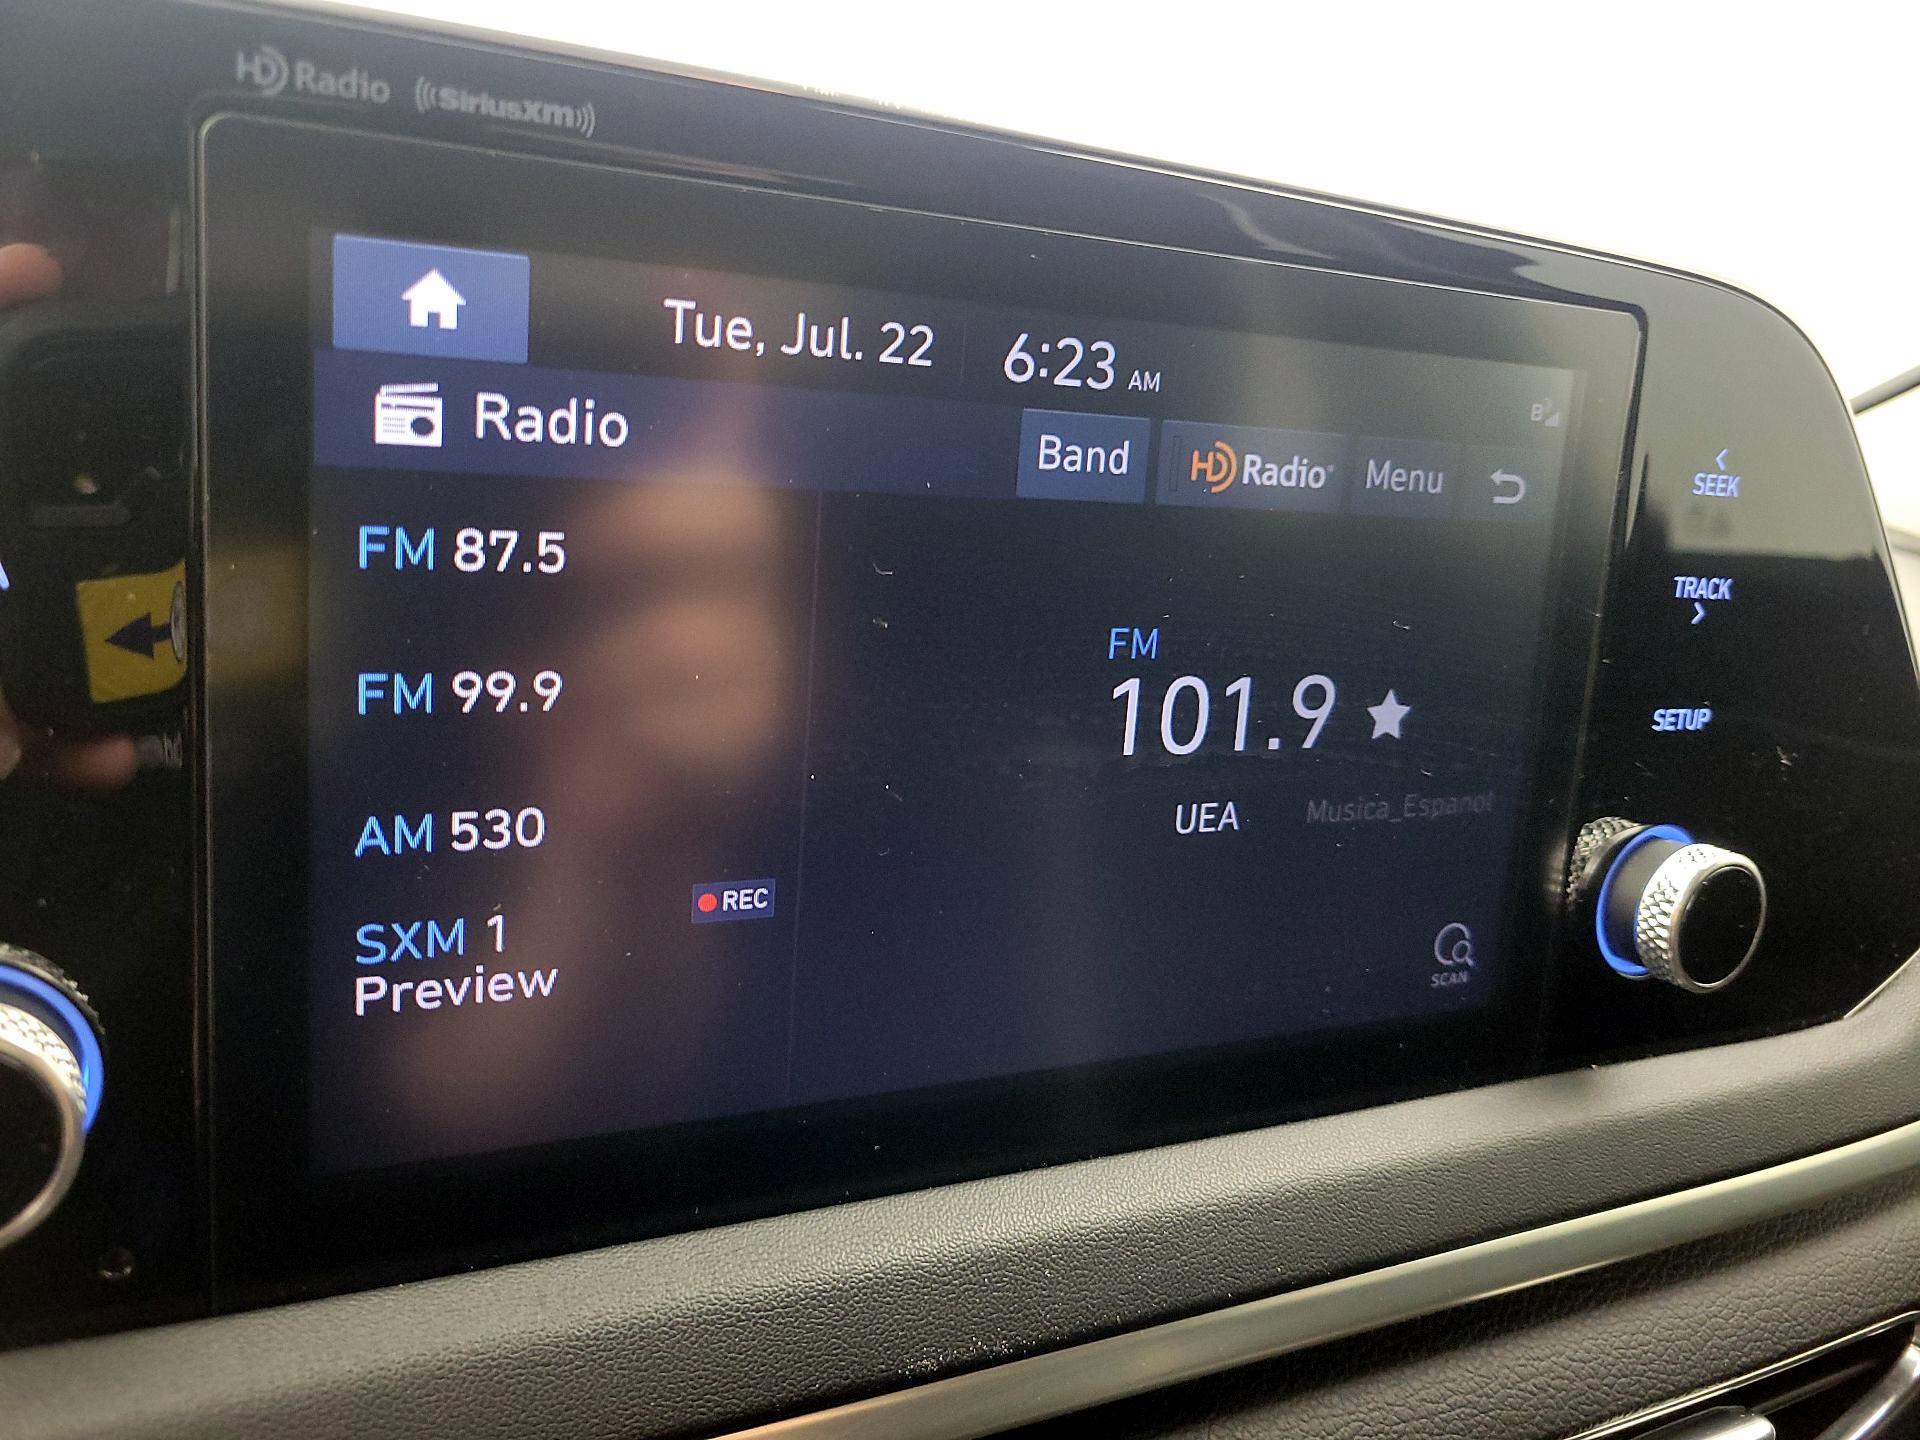 HD Radio ((SiriusXM))
Tue, Jul. 22 6:23 AM
Radio Band HD Radio Menu
FM 87.5
FM 99.9
AM 530
SXM 1 REC
Preview
FM
101.9
UEA Musica_Espanol
SCAN
SEEK
TRACK
SETUP